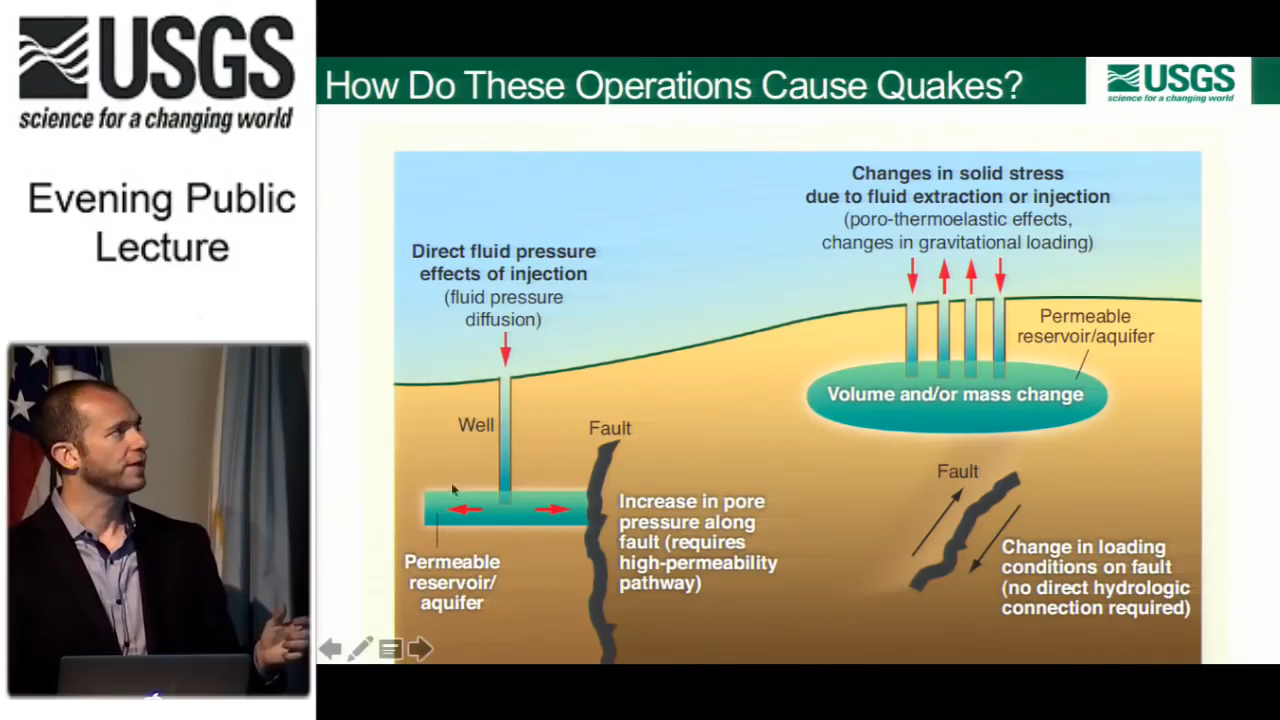 USGS
science for a changing world
Evening Public
Lecture
How Do These Operations Cause Quakes?
USGS
science for a changing world
Changes in solid stress
due to fluid extraction or injection
(poro-thermoelastic effects,
changes in gravitational loading)
Direct fluid pressure
effects of injection
(fluid pressure
diffusion)
Permeable
reservoir/aquifer
Volume and/or mass change
Well
Fault
Fault
Increase in pore
pressure along
fault (requires
high-permeability
pathway)
Change in loading
conditions on fault
(no direct hydrologic
connection required)
Permeable
reservoir/
aquifer